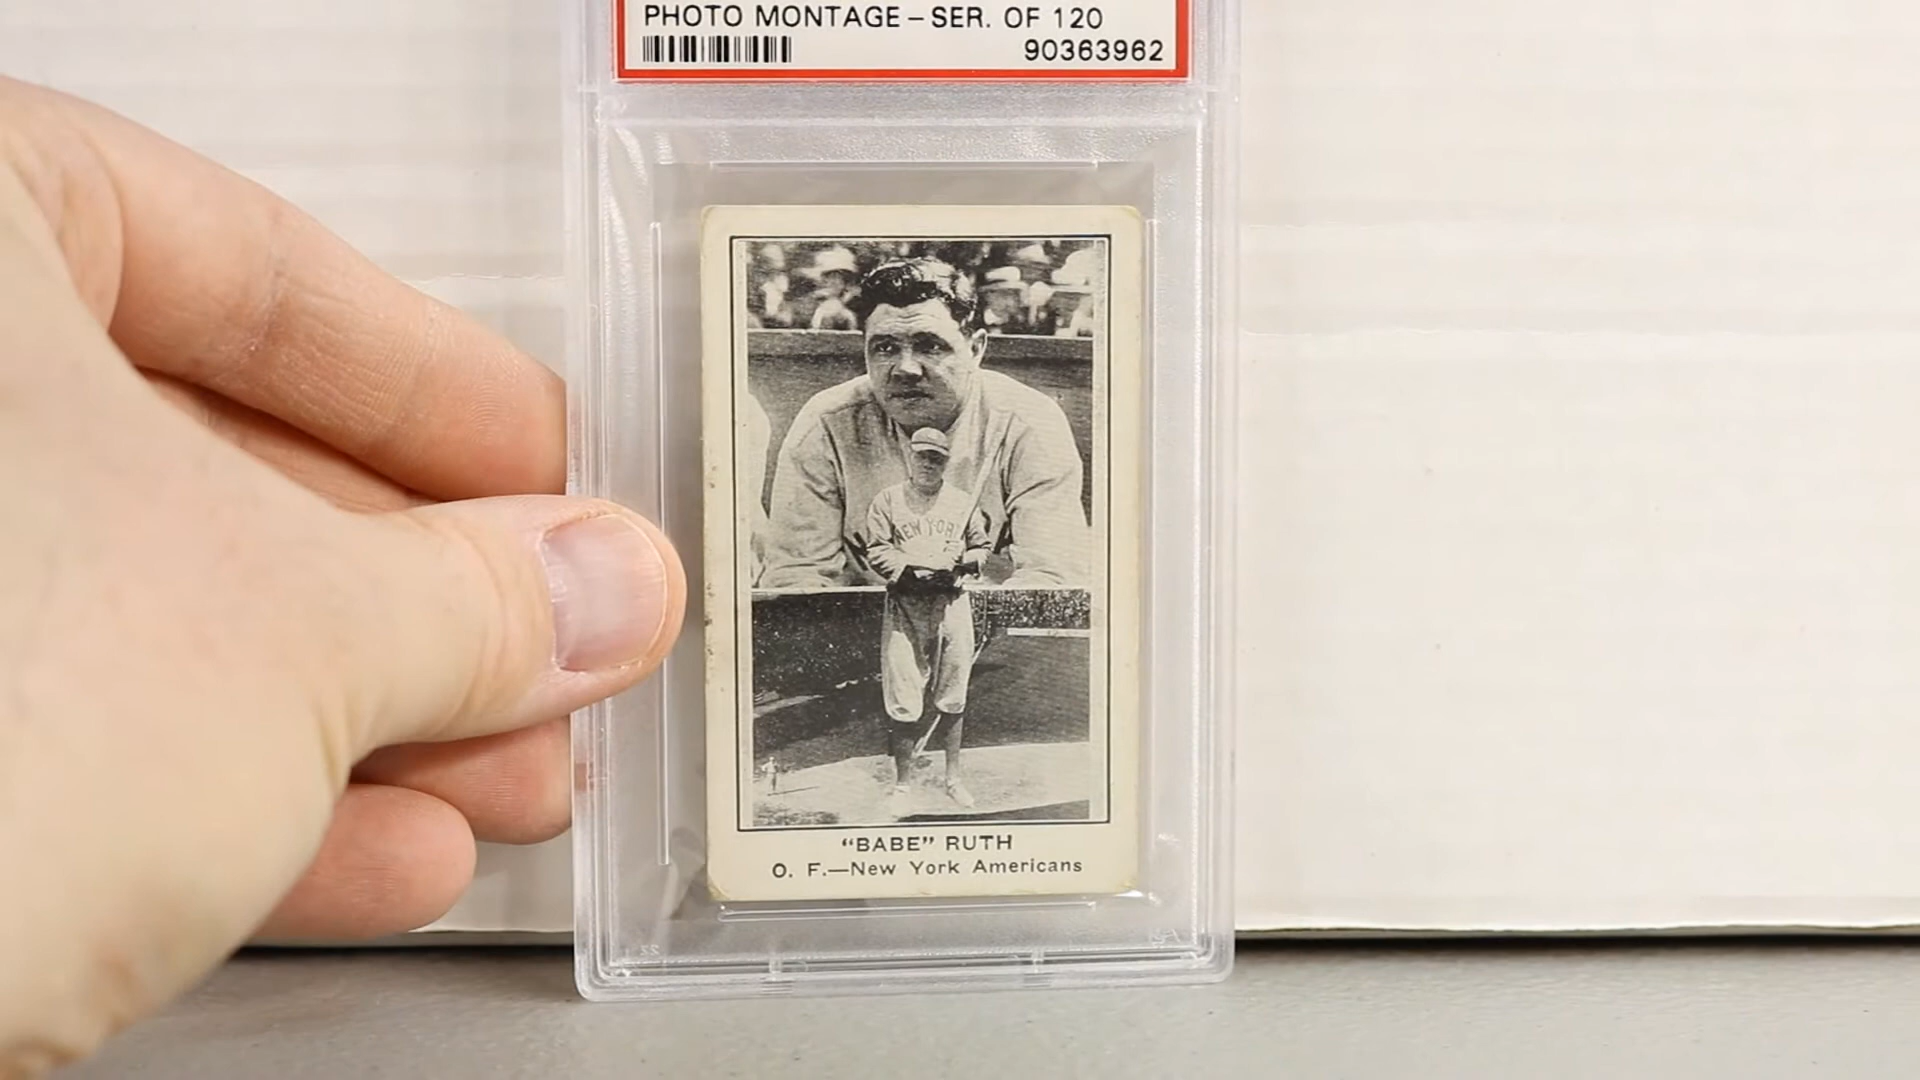 PHOTO MONTAGE – SER. OF 120
90363962
NEW YORK
“BABE” RUTH
O. F.—New York Americans